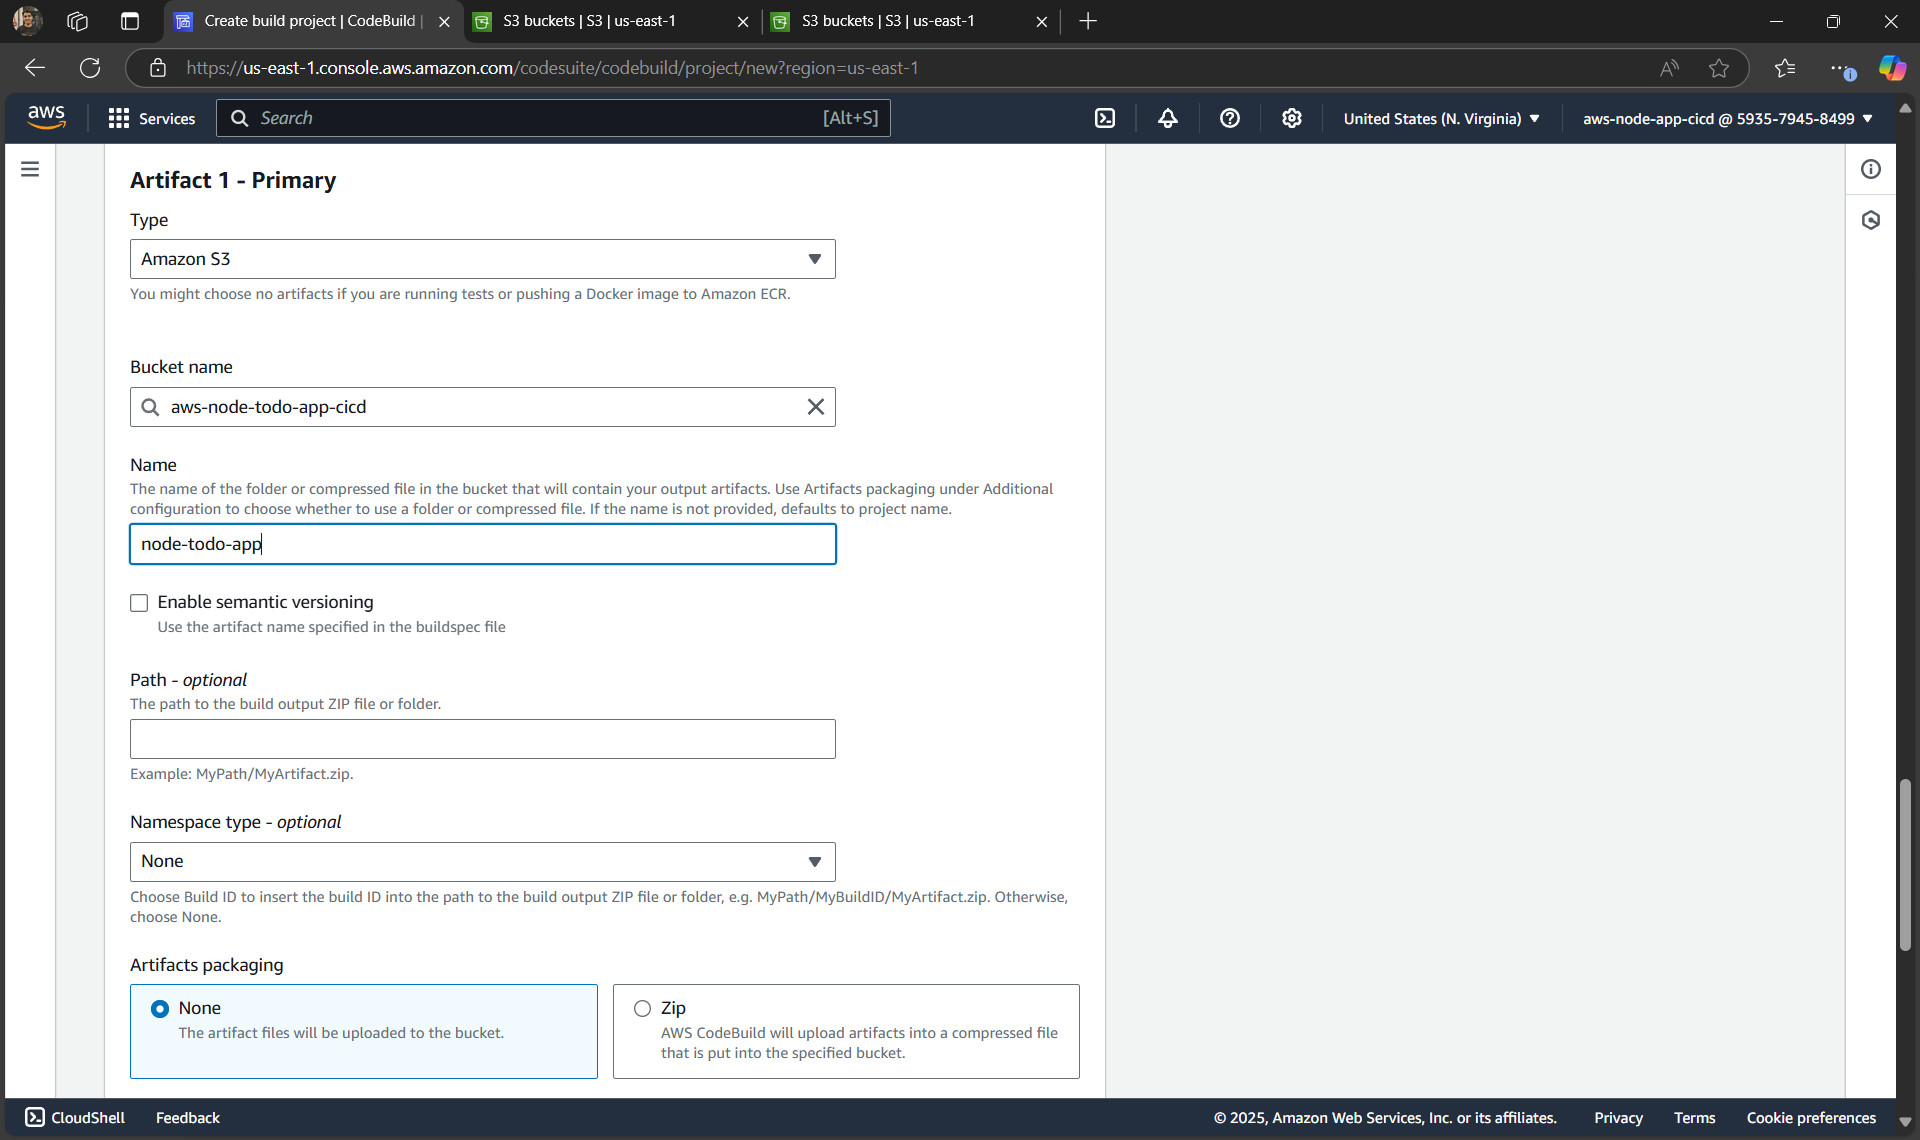 Create build project | CodeBuild |
S3 buckets | S3 | us-east-1
S3 buckets | S3 | us-east-1
https://us-east-1.console.aws.amazon.com/codesuite/codebuild/project/new?region=us-east-1
aws
Services
Search
[Alt+S]
United States (N. Virginia)
aws-node-app-cicd @ 5935-7945-8499
Artifact 1 - Primary
Type
Amazon S3
You might choose no artifacts if you are running tests or pushing a Docker image to Amazon ECR.
Bucket name
aws-node-todo-app-cicd
Name
The name of the folder or compressed file in the bucket that will contain your output artifacts. Use Artifacts packaging under Additional
configuration to choose whether to use a folder or compressed file. If the name is not provided, defaults to project name.
node-todo-app
Enable semantic versioning
Use the artifact name specified in the buildspec file
Path - optional
The path to the build output ZIP file or folder.
Example: MyPath/MyArtifact.zip.
Namespace type - optional
None
Choose Build ID to insert the build ID into the path to the build output ZIP file or folder, e.g. MyPath/MyBuildID/MyArtifact.zip. Otherwise,
choose None.
Artifacts packaging
None
The artifact files will be uploaded to the bucket.
Zip
AWS CodeBuild will upload artifacts into a compressed file
that is put into the specified bucket.
CloudShell
Feedback
© 2025, Amazon Web Services, Inc. or its affiliates.
Privacy
Terms
Cookie preferences